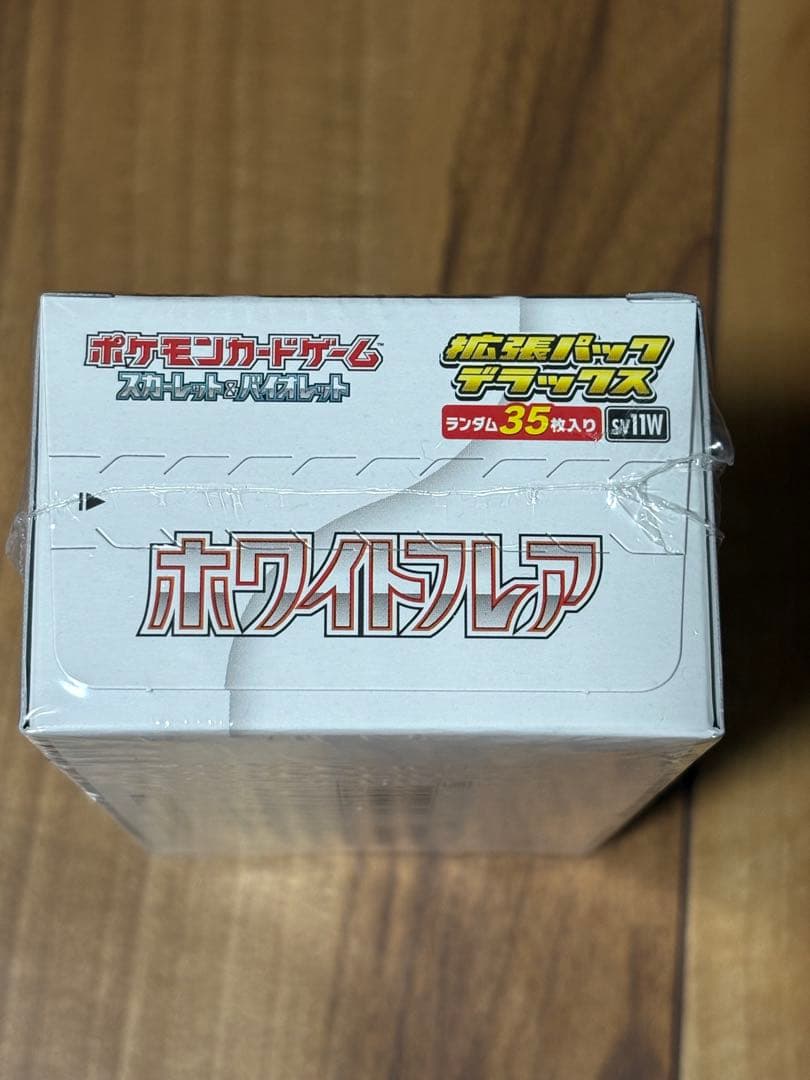 ポケモンカードゲーム™
スカーレット&バイオレット
拡張パック
デラックス
ランダム35枚入り
sv11W
ホワイトフレア